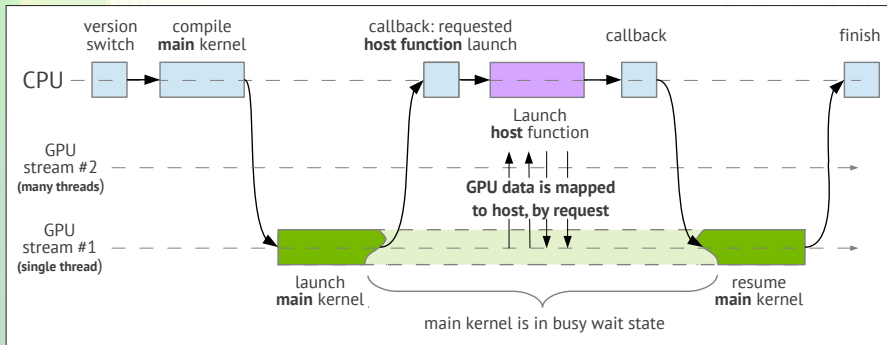 version
switch
compile
main kernel
callback: requested
host function launch
callback
finish
CPU
Launch
host function
GPU
stream #2
(many threads)
GPU data is mapped
to host, by request
GPU
stream #1
(single thread)
launch
main kernel
resume
main kernel
main kernel is in busy wait state